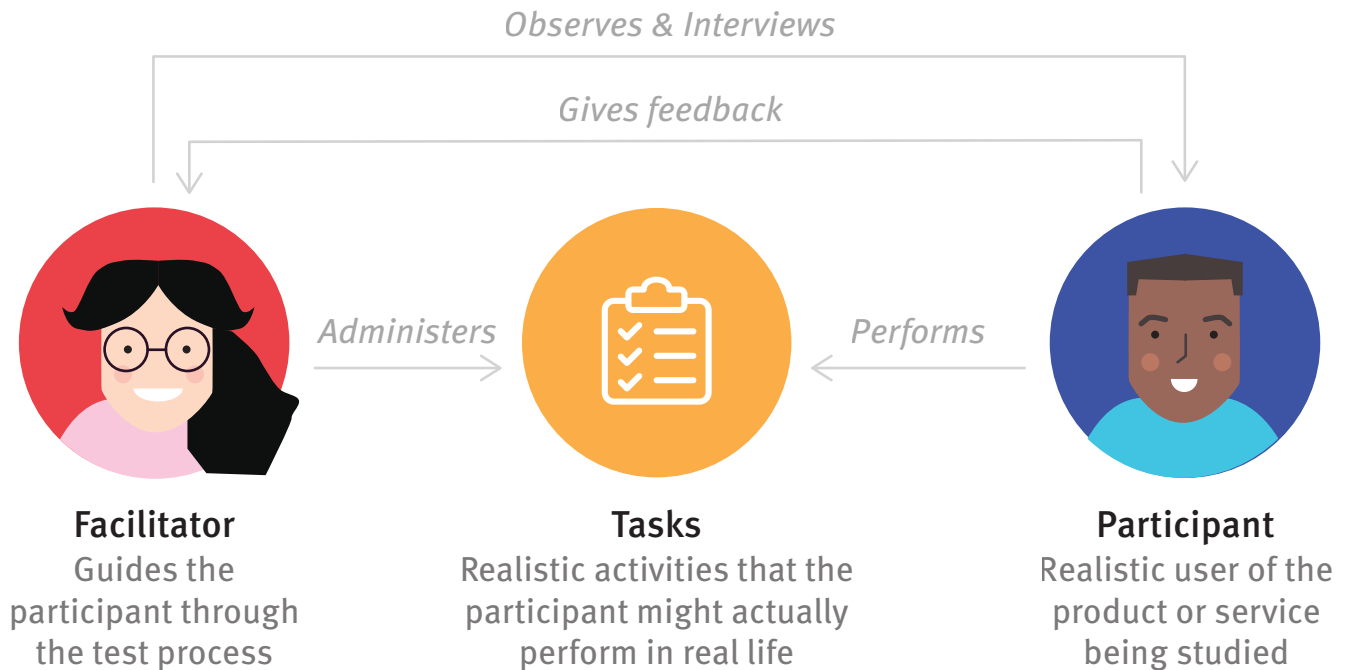 Observes & Interviews
Gives feedback
Administers
Performs
Facilitator
Guides the
participant through
the test process
Tasks
Realistic activities that the
participant might actually
perform in real life
Participant
Realistic user of the
product or service
being studied